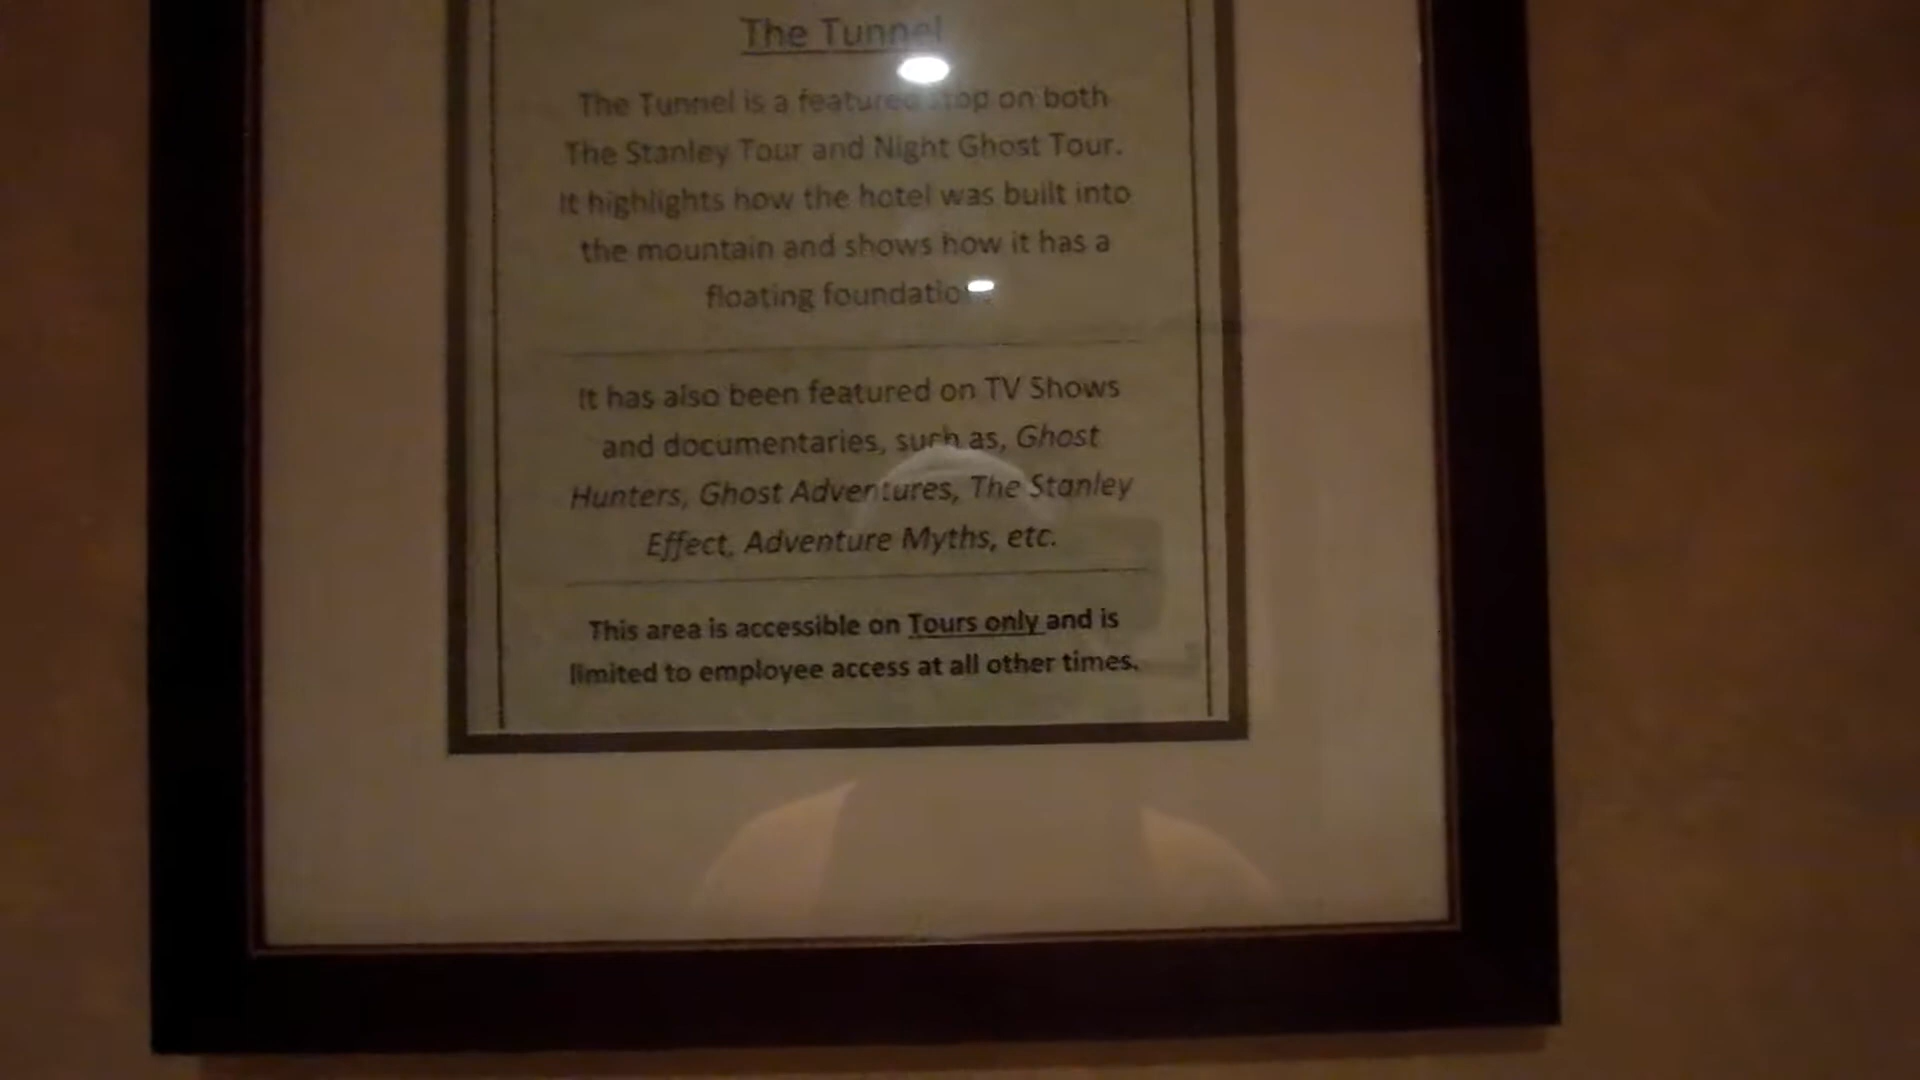 The Tunnel
The Tunnel is a featured stop on both
The Stanley Tour and Night Ghost Tour.
It highlights how the hotel was built into
the mountain and shows how it has a
floating foundation.
It has also been featured on TV Shows
and documentaries, such as, Ghost
Hunters, Ghost Adventures, The Stanley
Effect, Adventure Myths, etc.
This area is accessible on Tours only and is
limited to employee access at all other times.